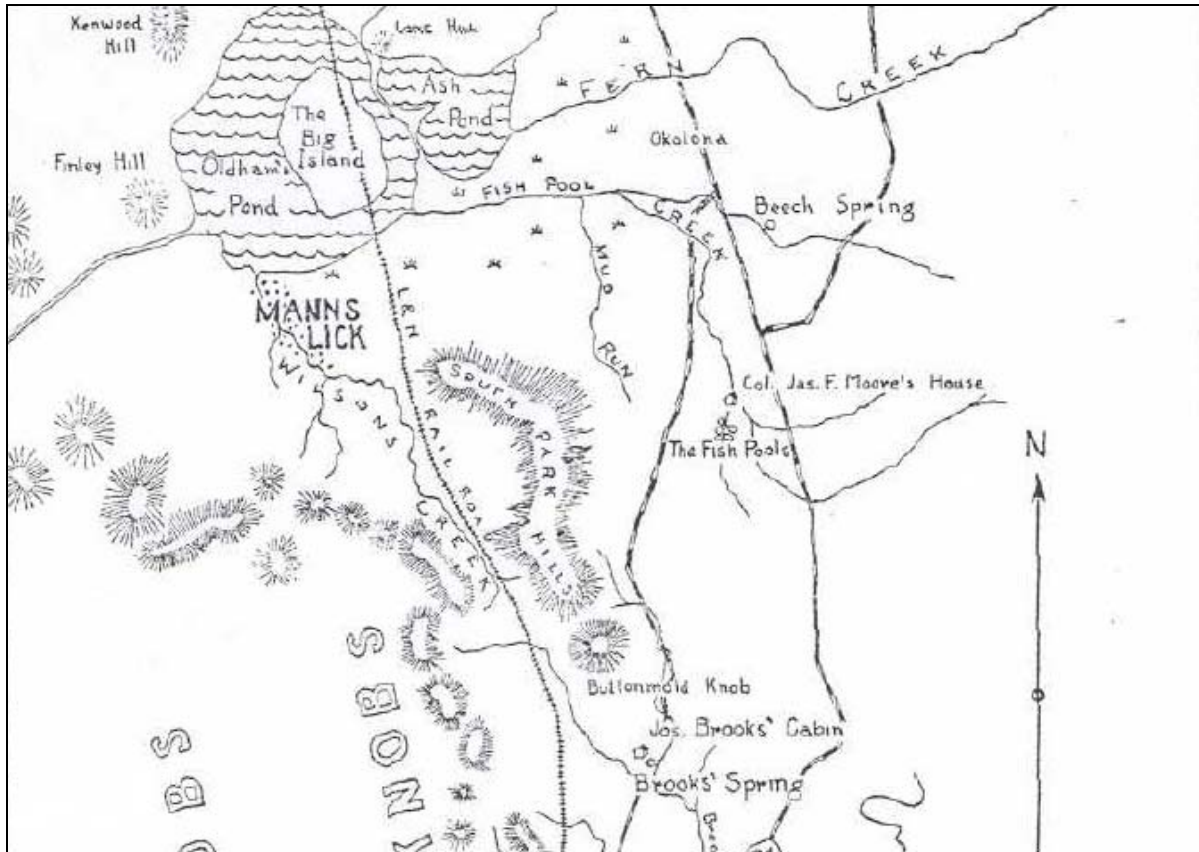 Kenwood
Hill
Lone Hill
Ash
Pond
FERN CREEK
The
Big
Island
Okolona
Finley Hill
Oldham's
Pond
FISH POOL CREEK
Beech Spring
MUD RUN
MANNS
LICK
L&N RAIL ROAD
WILSONS CREEK
SOUTH PARK HILLS
Col. Jas. F. Moore's House
The Fish Pools
N
Buttonmold Knob
Jos. Brooks' Cabin
Brooks' Spring
KNOBS
OBS